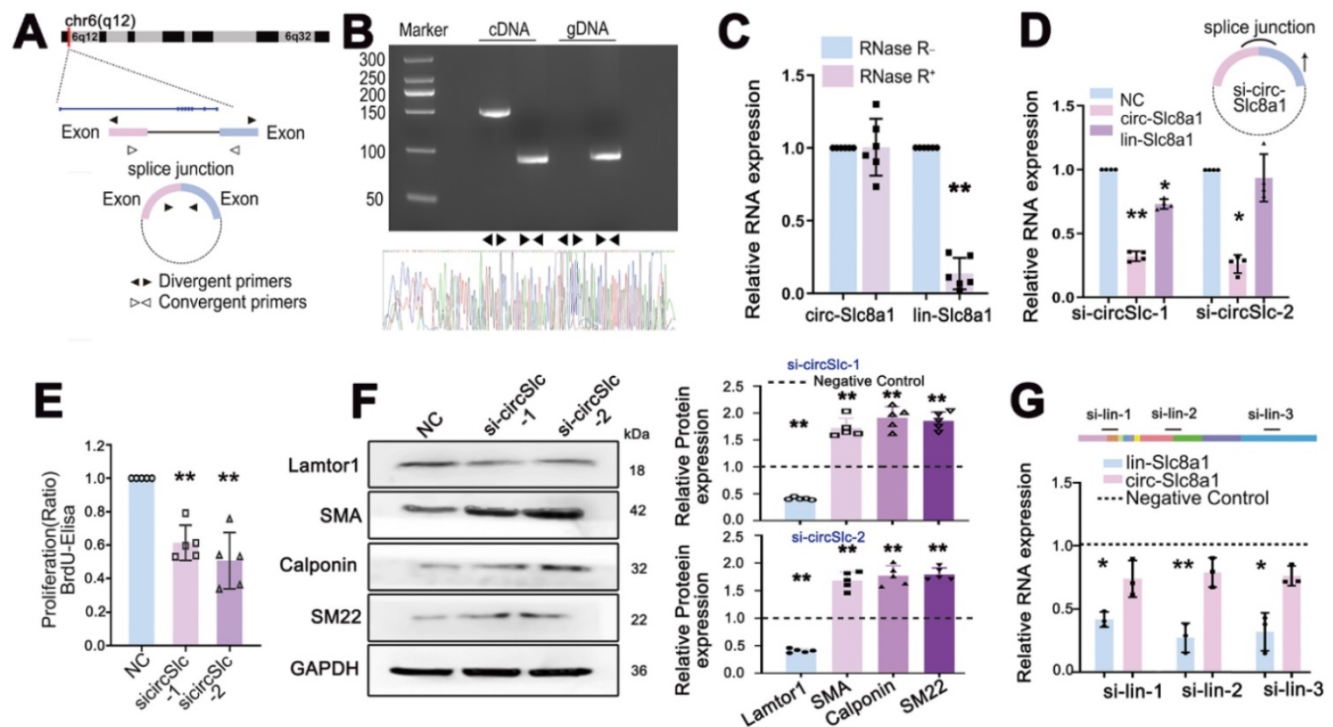 A
chr6(q12)
6q12
6q32
Exon
Exon
splice junction
Exon
Exon
Divergent primers
Convergent primers
B
Marker
cDNA
gDNA
300
250
200
150
100
50
C
RNase R-
RNase R+
Relative RNA expression
1.5
1.0
0.5
0.0
**
circ-Slc8a1
lin-Slc8a1
D
splice junction
si-circ-
Slc8a1
NC
circ-Slc8a1
lin-Slc8a1
Relative RNA expression
1.5
1.0
0.5
0.0
**
*
*
si-circSlc-1
si-circSlc-2
E
Proliferation(Ratio)
BrdU-Elisa
1.2
1.0
0.8
0.6
0.4
0.2
0.0
**
**
NC
sicircSlc
-1
sicircSlc
-2
F
NC
si-circSlc
-1
si-circSlc
-2
kDa
Lamtor1
18
SMA
42
Calponin
32
SM22
22
GAPDH
36
si-circSlc-1
Negative Control
Relative Protein
expression
2.5
2.0
1.5
1.0
0.5
0.0
**
**
**
**
si-circSlc-2
Relative Proteein
expression
2.5
2.0
1.5
1.0
0.5
0.0
**
**
**
**
Lamtor1
SMA
Calponin
SM22
G
si-lin-1
si-lin-2
si-lin-3
lin-Slc8a1
circ-Slc8a1
Negative Control
Relative RNA expression
1.5
1.0
0.5
0.0
*
**
*
si-lin-1
si-lin-2
si-lin-3